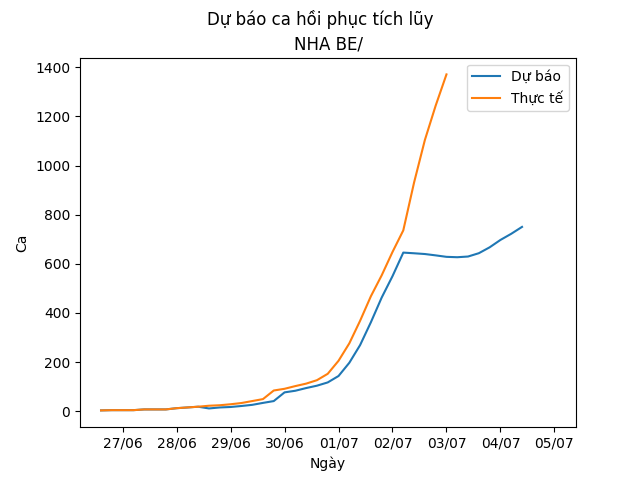 Dự báo ca hồi phục tích lũy
NHA BE/
Dự báo
Thực tế
1400
1200
1000
800
600
400
200
0
Ca
27/06 28/06 29/06 30/06 01/07 02/07 03/07 04/07 05/07
Ngày